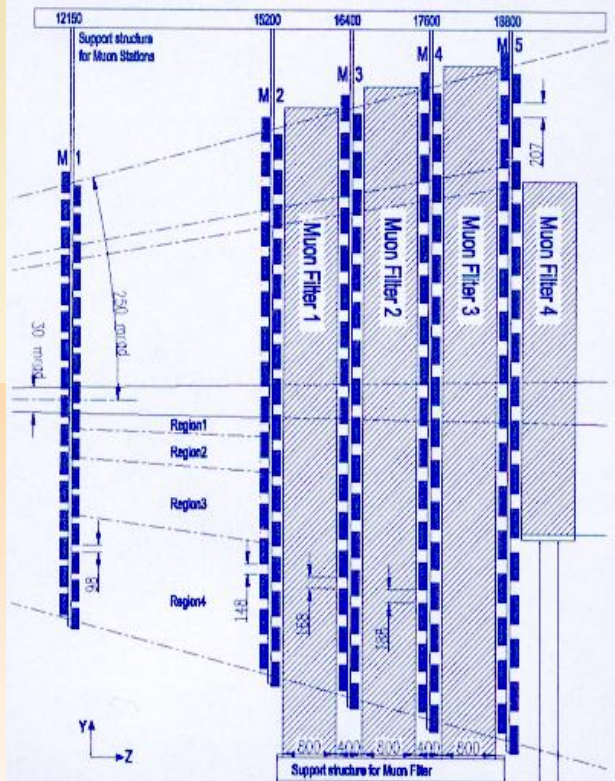 12150
15200
16400
17600
18800
Support structure
for Muon Stations
M 1
M 2
M 3
M 4
M 5
207
Muon Filter 1
Muon Filter 2
Muon Filter 3
Muon Filter 4
250 mrad
30 mrad
Region1
Region2
Region3
Region4
98
148
168
188
800
400
800
400
800
Support structure for Muon Filter
Y
Z